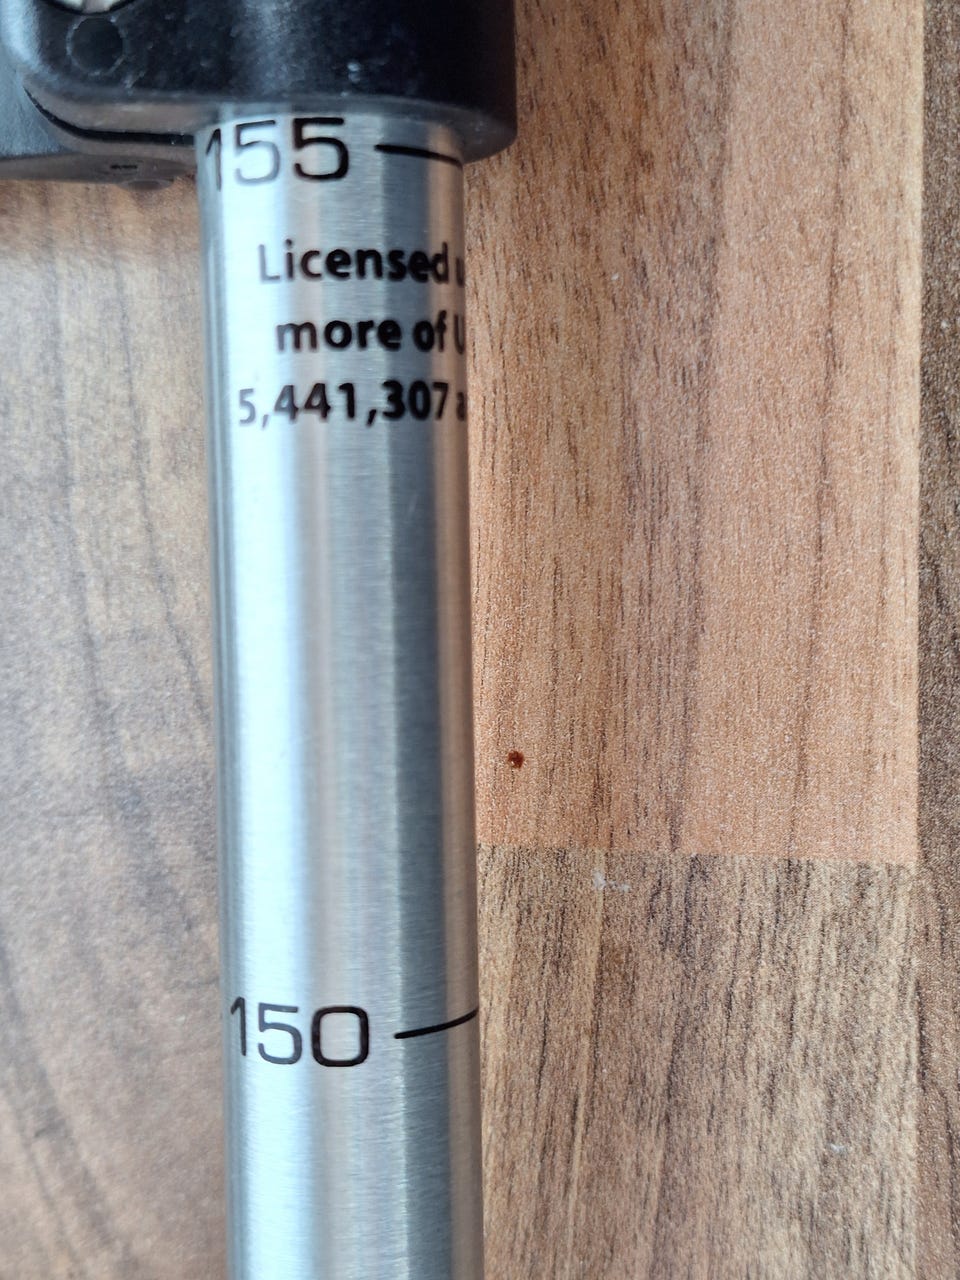 155
Licensed
more of U
5,441,307
150